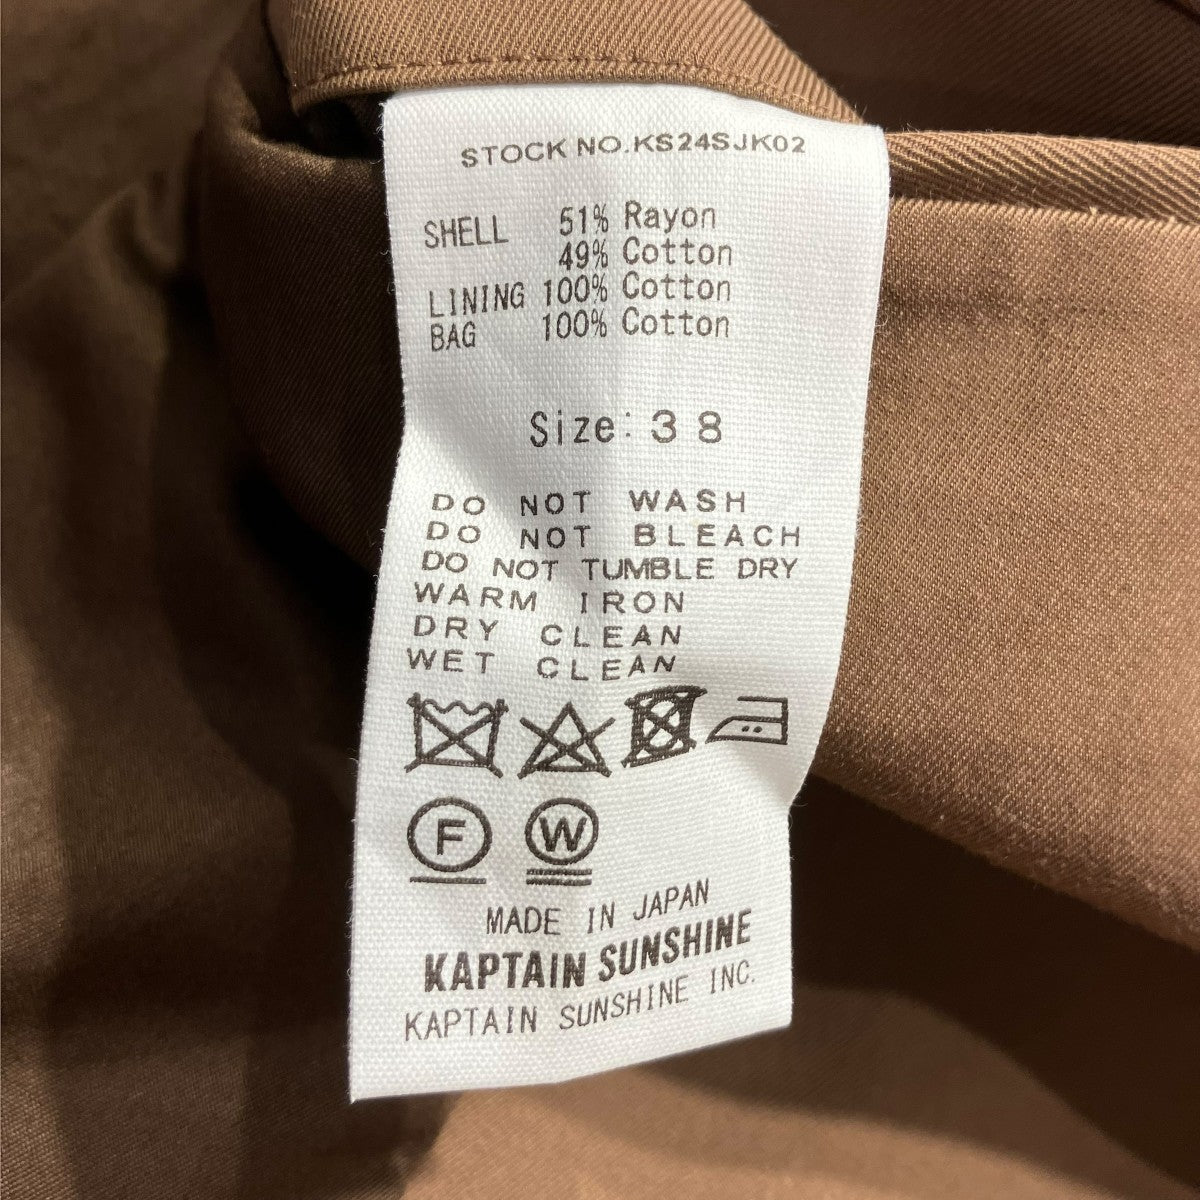 STOCK NO.KS24SJK02
SHELL 51% Rayon
49% Cotton
LINING 100% Cotton
BAG 100% Cotton
Size: 38
DO NOT WASH
DO NOT BLEACH
DO NOT TUMBLE DRY
WARM IRON
DRY CLEAN
WET CLEAN
F W
MADE IN JAPAN
KAPTAIN SUNSHINE
KAPTAIN SUNSHINE INC.